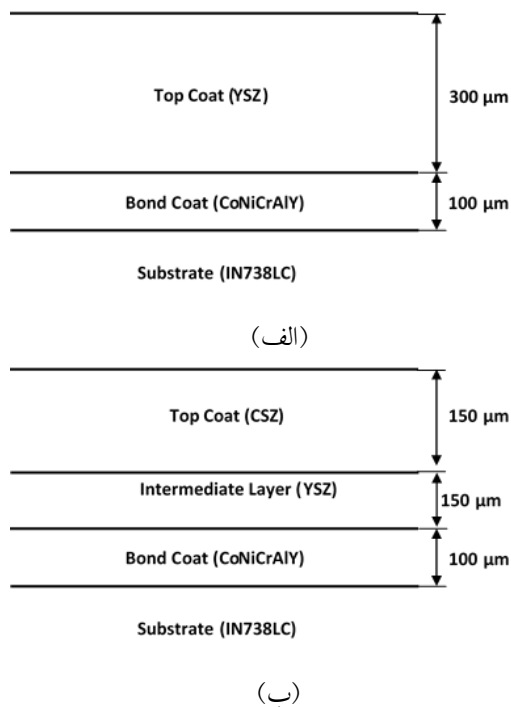 Top Coat (YSZ)
300 μm
Bond Coat (CoNiCrAlY)
100 μm
Substrate (IN738LC)
(الف)
Top Coat (CSZ)
150 μm
Intermediate Layer (YSZ)
150 μm
Bond Coat (CoNiCrAlY)
100 μm
Substrate (IN738LC)
(ب)